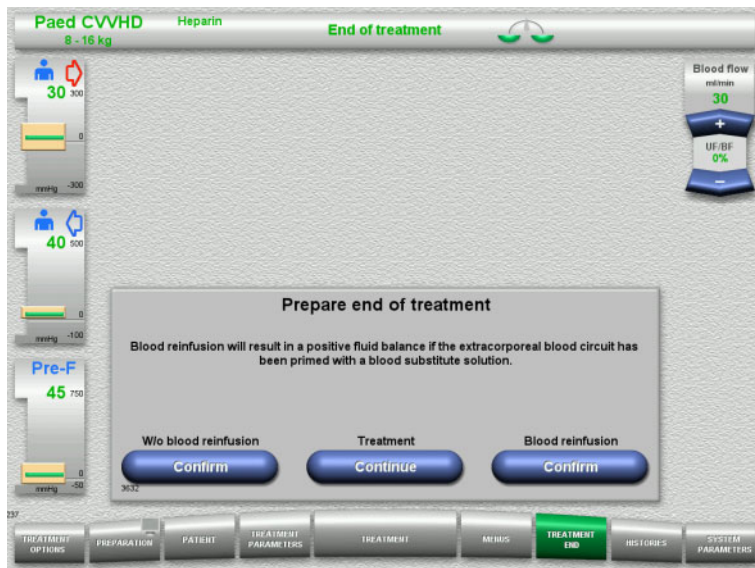 Paed CVVHD
Heparin
End of treatment
8 - 16 kg
30
300
0
mmHg
-300
40
500
0
mmHg
-100
Pre-F
45
750
0
mmHg
-50
Blood flow
ml/min
30
+
UF/BF
0%
−
Prepare end of treatment
Blood reinfusion will result in a positive fluid balance if the extracorporeal blood circuit has
been primed with a blood substitute solution.
W/o blood reinfusion
Treatment
Blood reinfusion
Confirm
Continue
Confirm
3632
237
TREATMENT
OPTIONS
PREPARATION
PATIENT
TREATMENT
PARAMETERS
TREATMENT
MENUS
TREATMENT
END
HISTORIES
SYSTEM
PARAMETERS